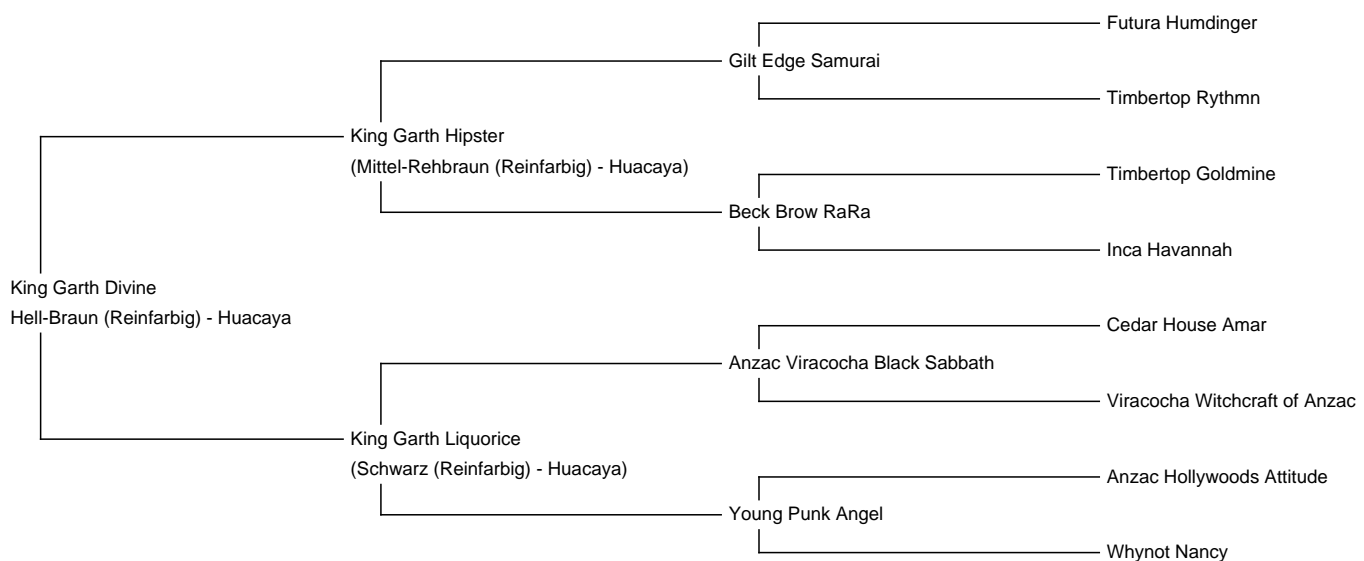 Futura Humdinger
Gilt Edge Samurai
Timbertop Rythmn
King Garth Hipster
(Mittel-Rehbraun (Reinfarbig) - Huacaya)
Timbertop Goldmine
Beck Brow RaRa
Inca Havannah
King Garth Divine
Hell-Braun (Reinfarbig) - Huacaya
Cedar House Amar
Anzac Viracocha Black Sabbath
Viracocha Witchcraft of Anzac
King Garth Liquorice
(Schwarz (Reinfarbig) - Huacaya)
Anzac Hollywoods Attitude
Young Punk Angel
Whynot Nancy